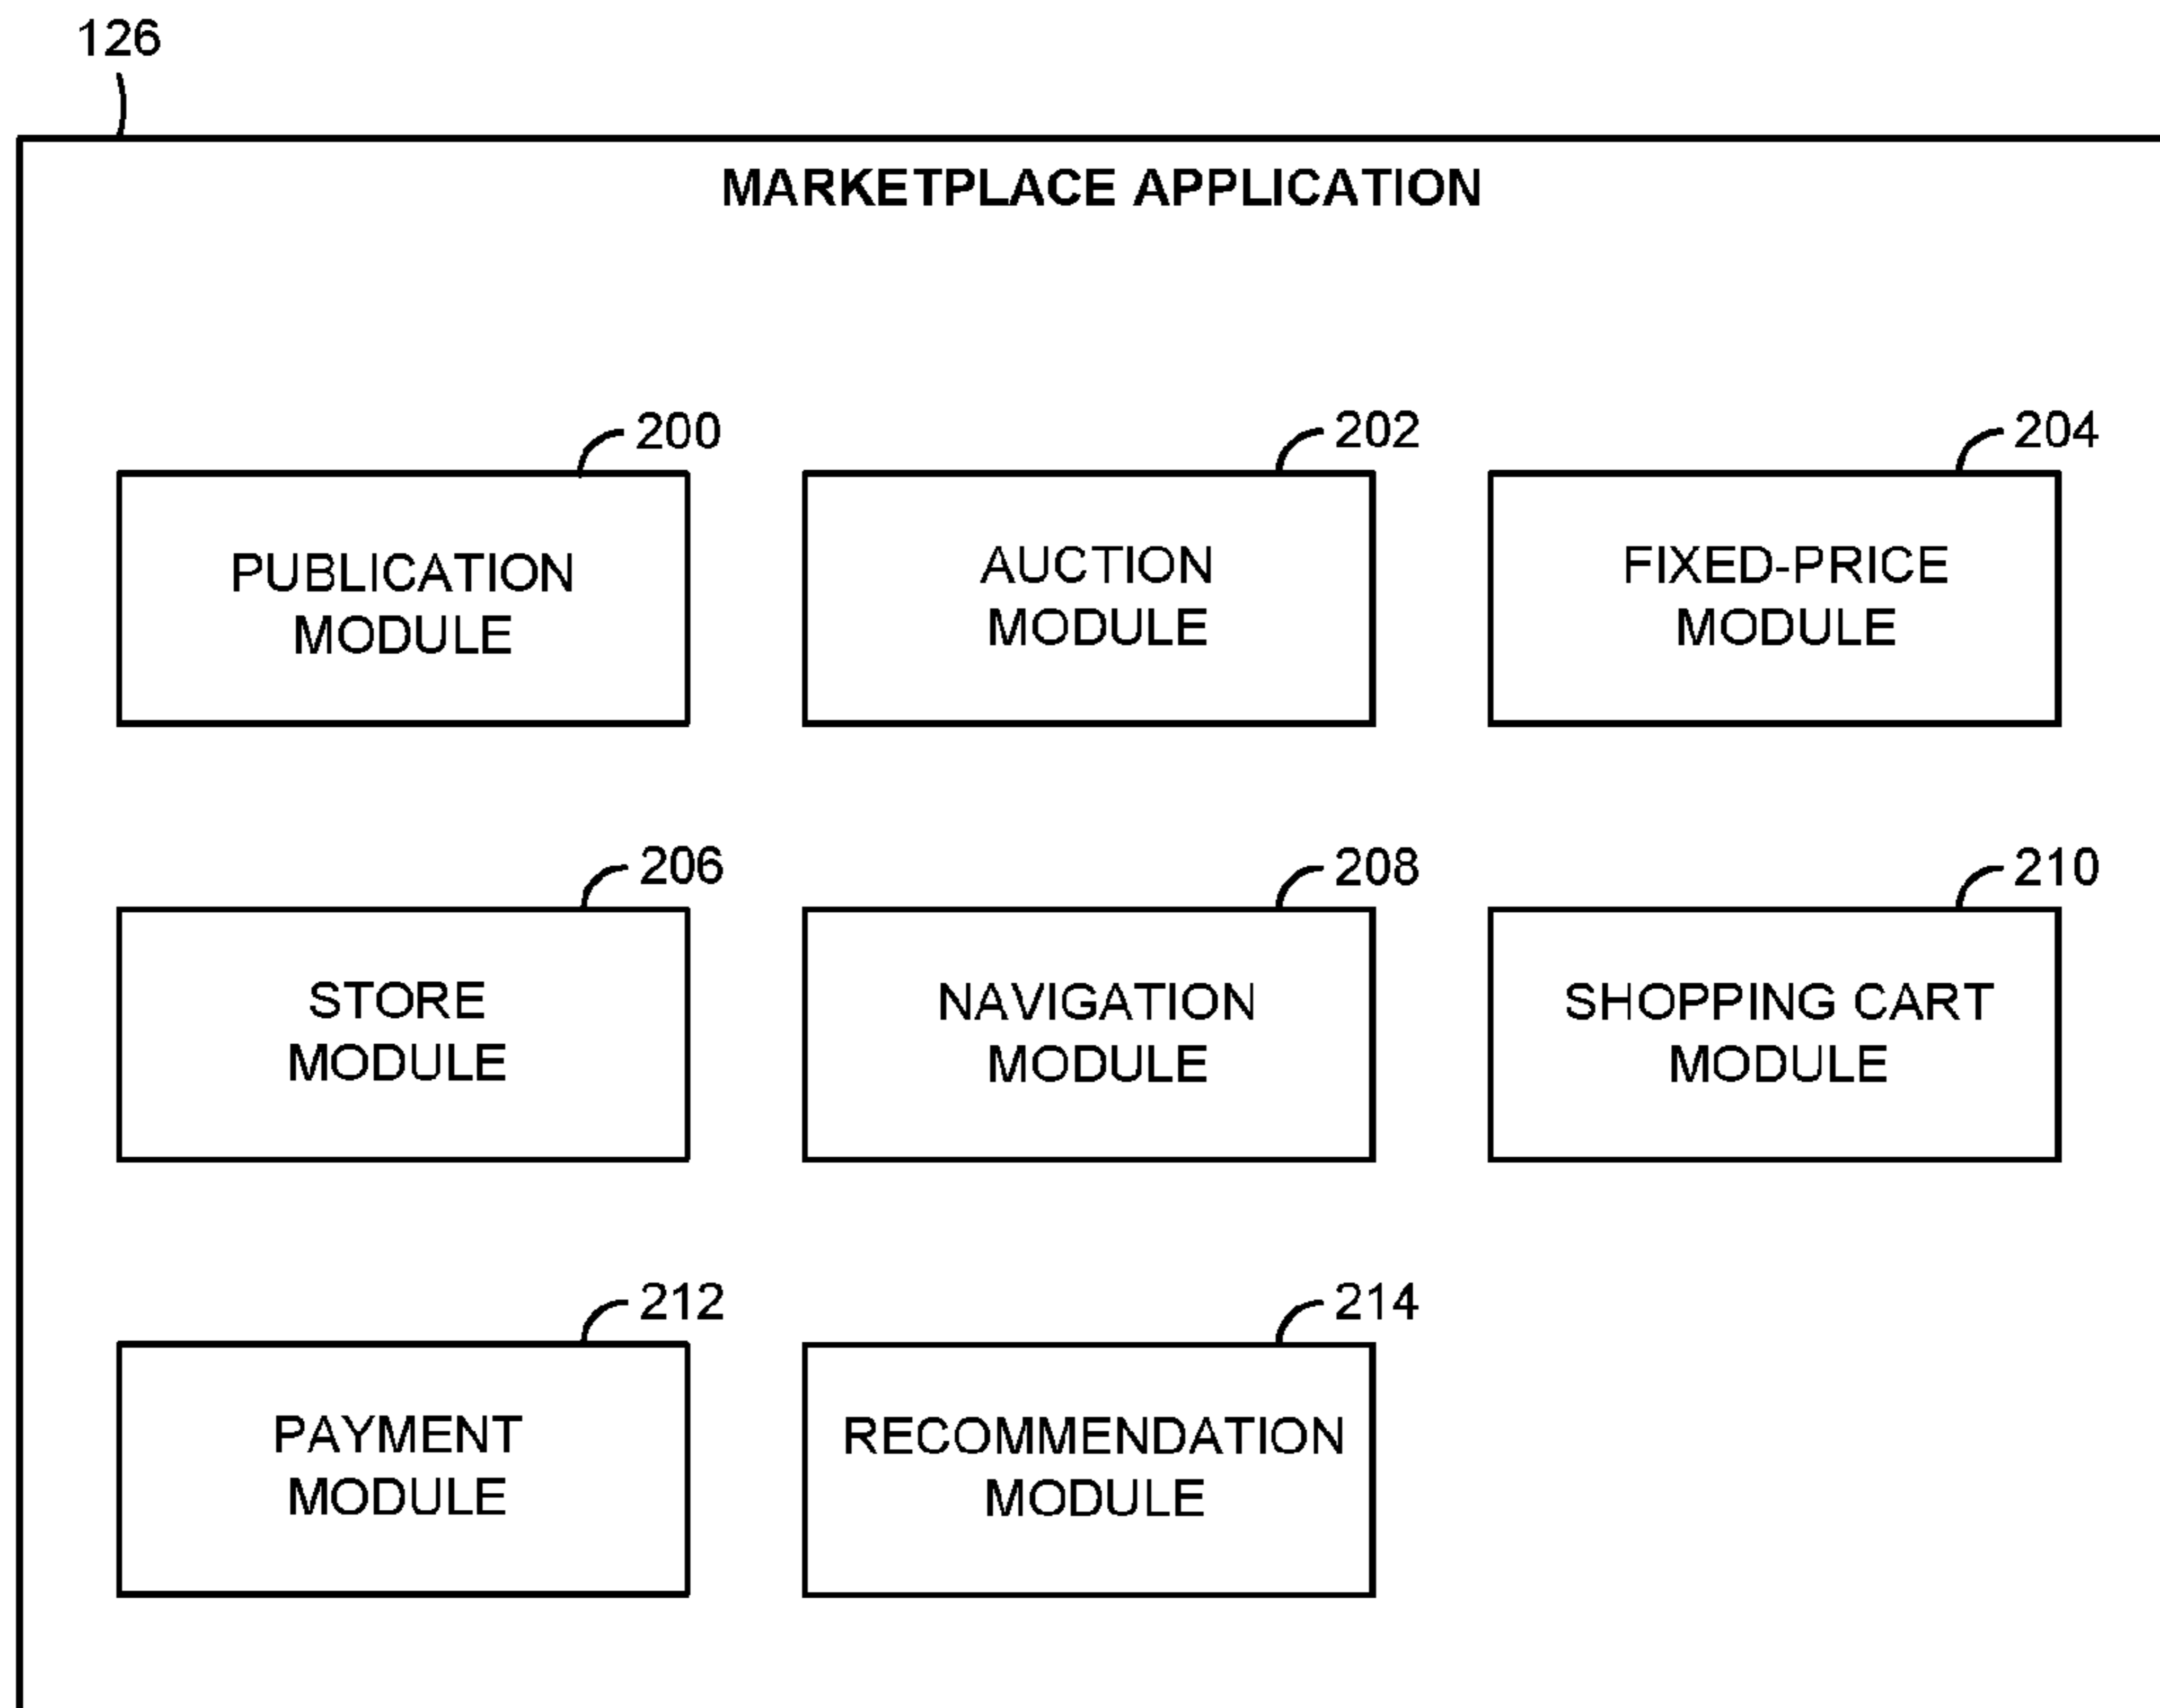 126
MARKETPLACE APPLICATION
200
202
204
PUBLICATION
MODULE
AUCTION
MODULE
FIXED-PRICE
MODULE
206
208
210
STORE
MODULE
NAVIGATION
MODULE
SHOPPING CART
MODULE
212
214
PAYMENT
MODULE
RECOMMENDATION
MODULE